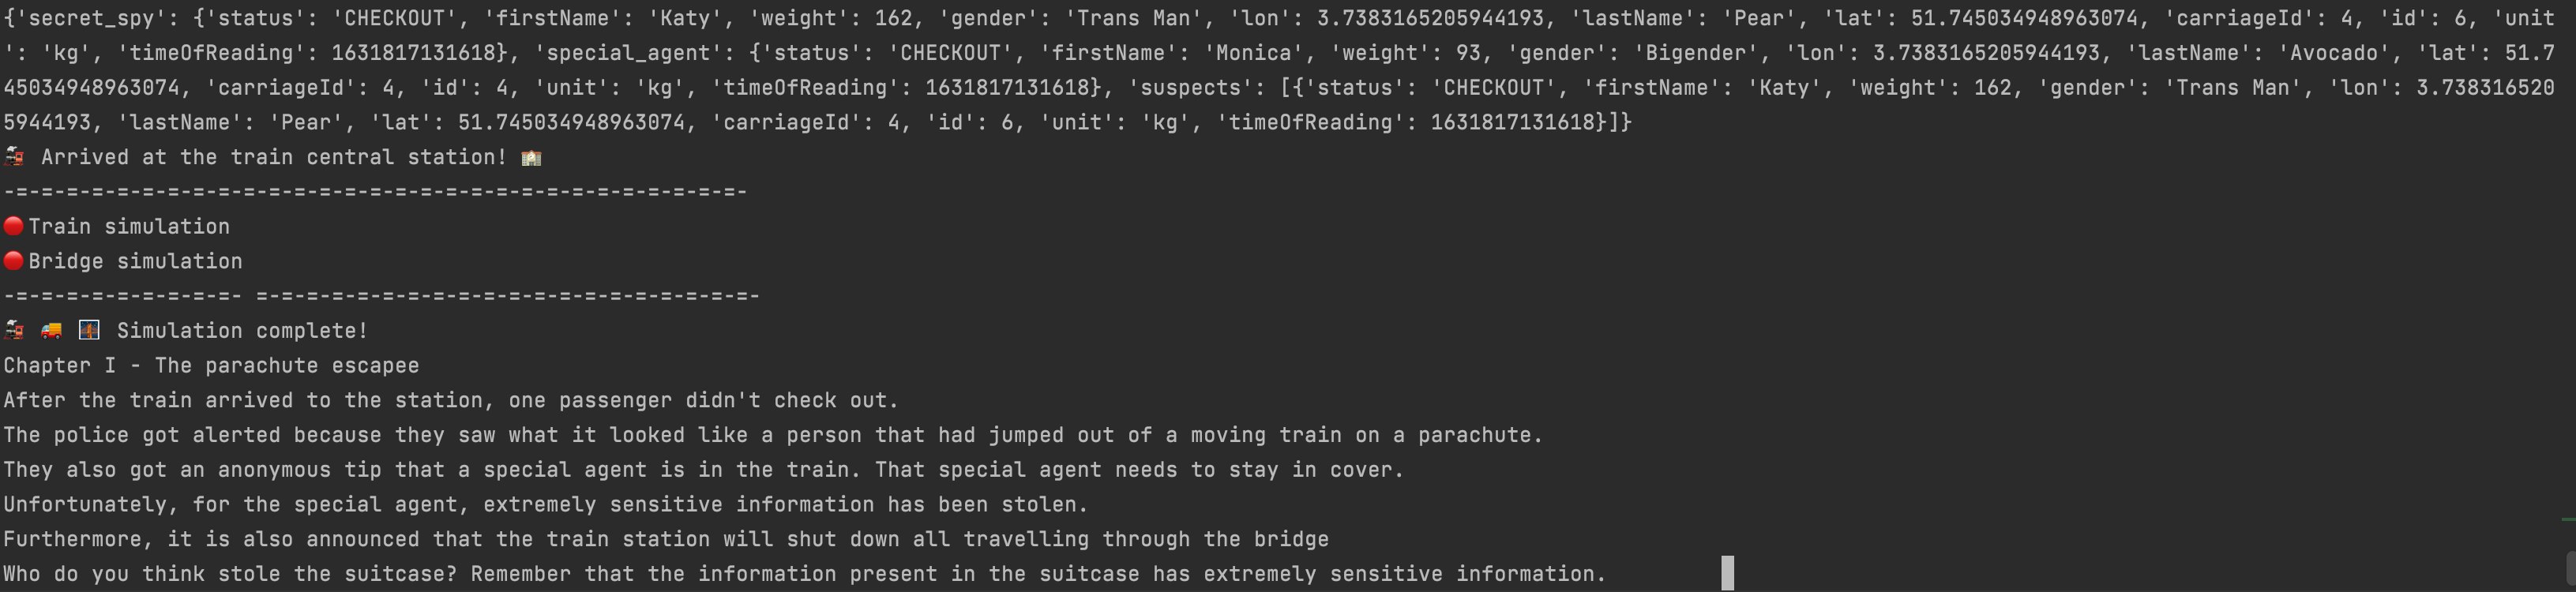 {'secret_spy': {'status': 'CHECKOUT', 'firstName': 'Katy', 'weight': 162, 'gender': 'Trans Man', 'lon': 3.7383165205944193, 'lastName': 'Pear', 'lat': 51.745034948963074, 'carriageId': 4, 'id': 6, 'unit
': 'kg', 'timeOfReading': 1631817131618}, 'special_agent': {'status': 'CHECKOUT', 'firstName': 'Monica', 'weight': 93, 'gender': 'Bigender', 'lon': 3.7383165205944193, 'lastName': 'Avocado', 'lat': 51.7
45034948963074, 'carriageId': 4, 'id': 4, 'unit': 'kg', 'timeOfReading': 1631817131618}, 'suspects': [{'status': 'CHECKOUT', 'firstName': 'Katy', 'weight': 162, 'gender': 'Trans Man', 'lon': 3.738316520
5944193, 'lastName': 'Pear', 'lat': 51.745034948963074, 'carriageId': 4, 'id': 6, 'unit': 'kg', 'timeOfReading': 1631817131618}]}
🚂 Arrived at the train central station! 🏫
-=-=-=-=-=-=-=-=-=-=-=-=-=-=-=-=-=-=-=-=-=-=-=-=-=-=-=-=-=-
🔴Train simulation
🔴Bridge simulation
-=-=-=-=-=-=-=-=-=- =-=-=-=-=-=-=-=-=-=-=-=-=-=-=-=-=-=-=-=-
🚂 🚚 🌉 Simulation complete!
Chapter I - The parachute escapee
After the train arrived to the station, one passenger didn't check out.
The police got alerted because they saw what it looked like a person that had jumped out of a moving train on a parachute.
They also got an anonymous tip that a special agent is in the train. That special agent needs to stay in cover.
Unfortunately, for the special agent, extremely sensitive information has been stolen.
Furthermore, it is also announced that the train station will shut down all travelling through the bridge
Who do you think stole the suitcase? Remember that the information present in the suitcase has extremely sensitive information.